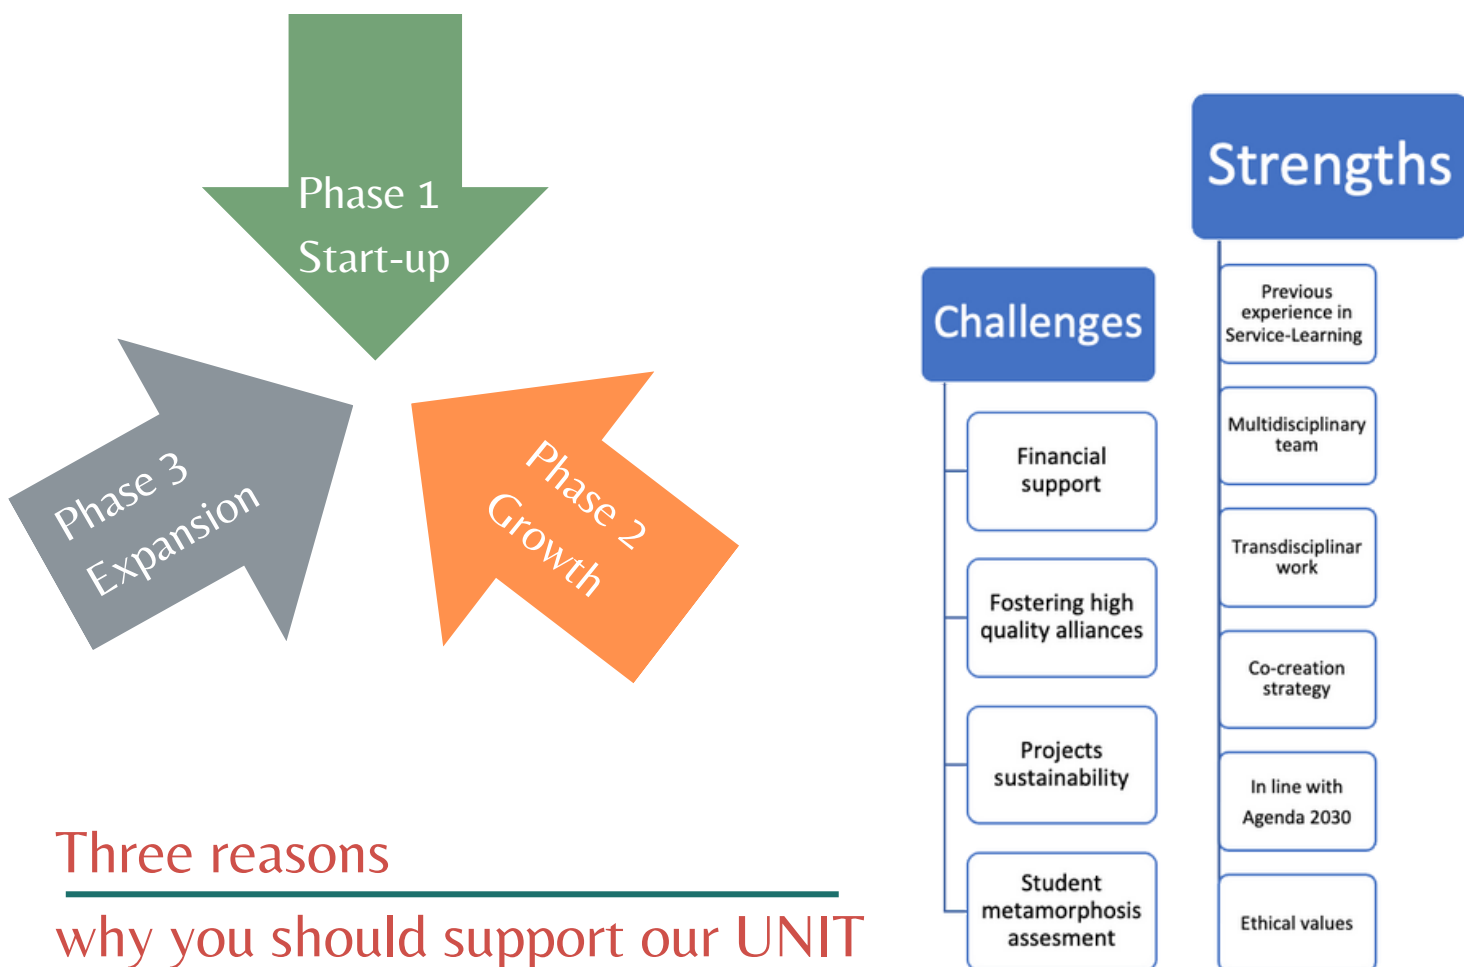 Phase 1
Start-up
Phase 2
Growth
Phase 3
Expansion
Three reasons
why you should support our UNIT
Challenges
Financial
support
Fostering high
quality alliances
Projects
sustainability
Student
metamorphosis
assesment
Strengths
Previous
experience in
Service-Learning
Multidisciplinary
team
Transdisciplinar
work
Co-creation
strategy
In line with
Agenda 2030
Ethical values